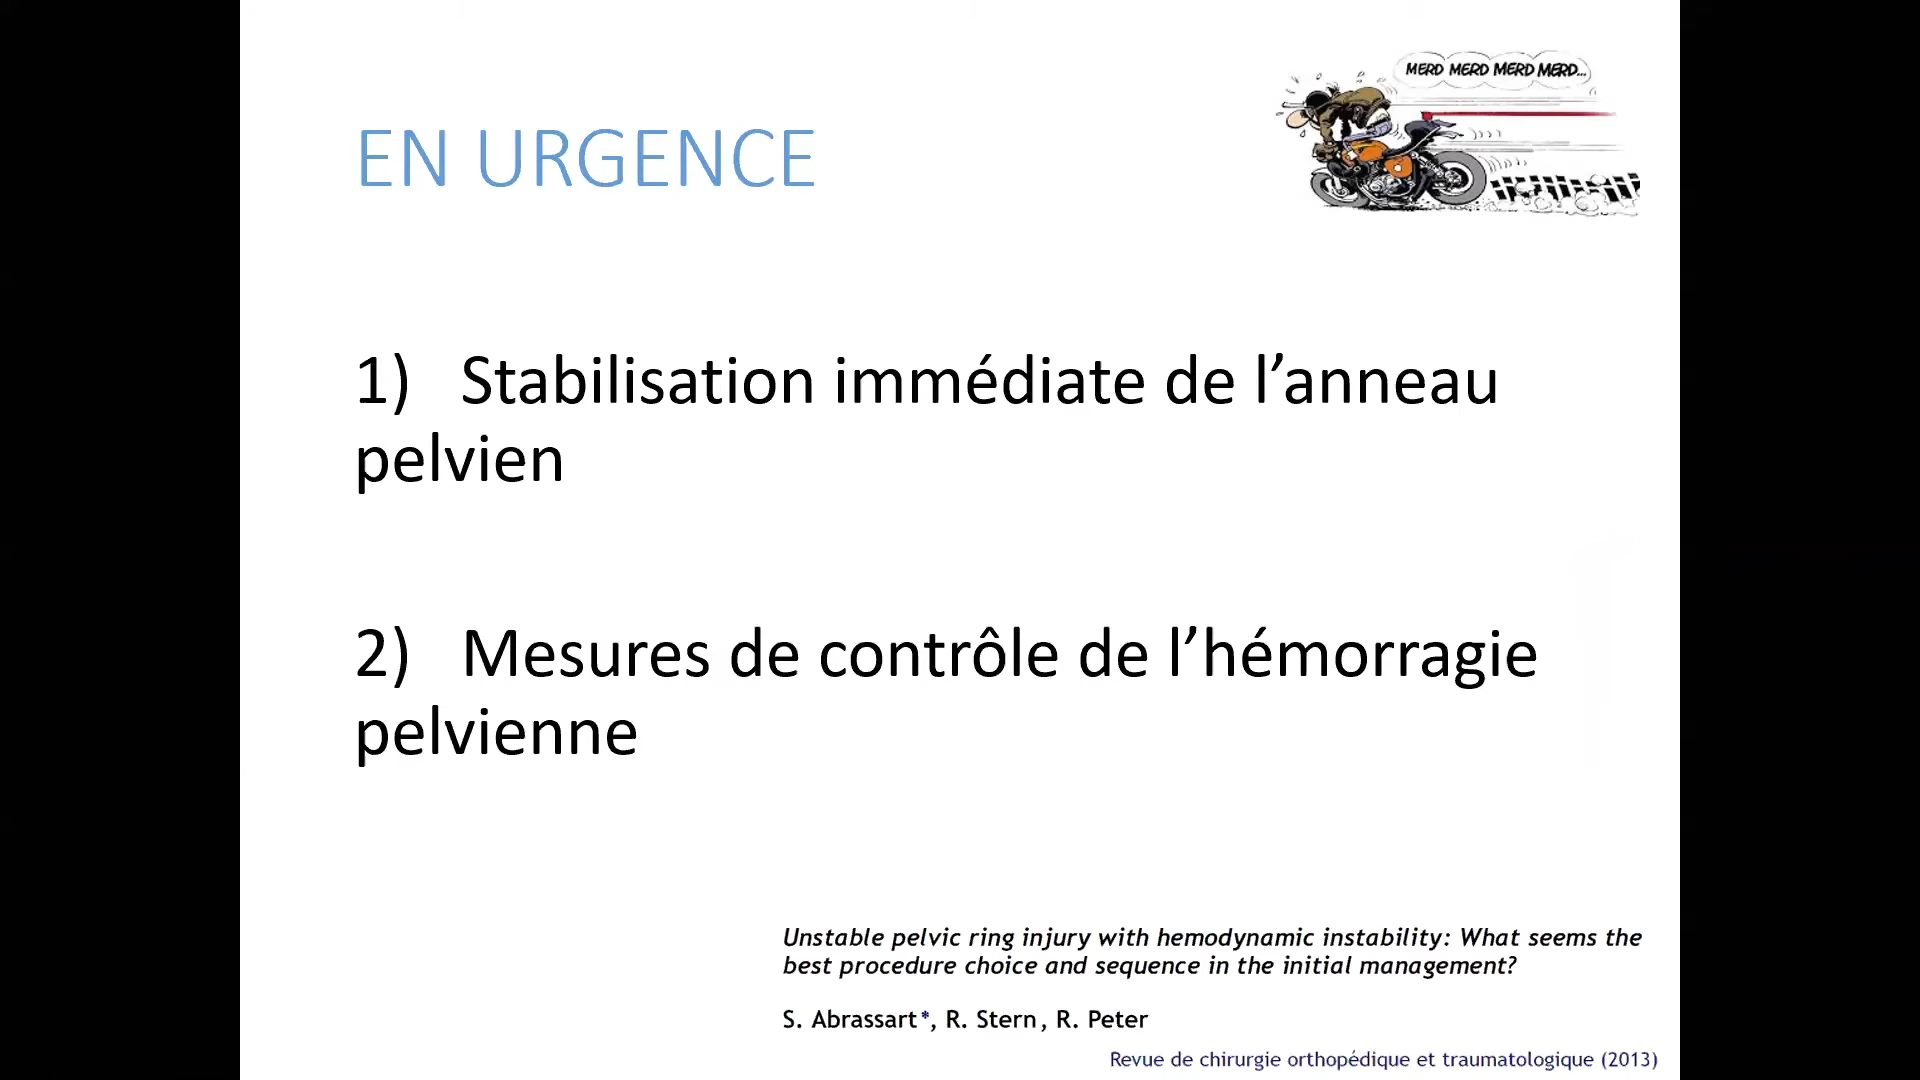 MERD MERD MERD MERD...
EN URGENCE
1) Stabilisation immédiate de l’anneau
pelvien
2) Mesures de contrôle de l’hémorragie
pelvienne
Unstable pelvic ring injury with hemodynamic instability: What seems the
best procedure choice and sequence in the initial management?
S. Abrassart*, R. Stern, R. Peter
Revue de chirurgie orthopédique et traumatologique (2013)